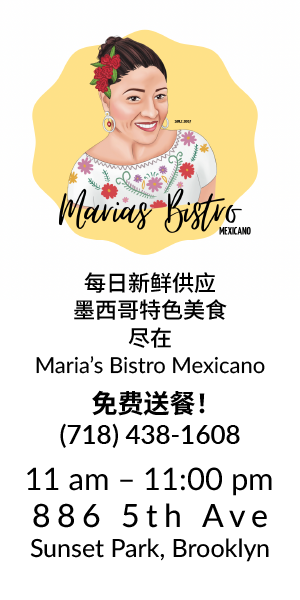 SINCE 2007
Marias Bistro
MEXICANO
每日新鲜供应
墨西哥特色美食
尽在
Maria’s Bistro Mexicano
免费送餐！
(718) 438-1608
11 am – 11:00 pm
886 5th Ave
Sunset Park, Brooklyn